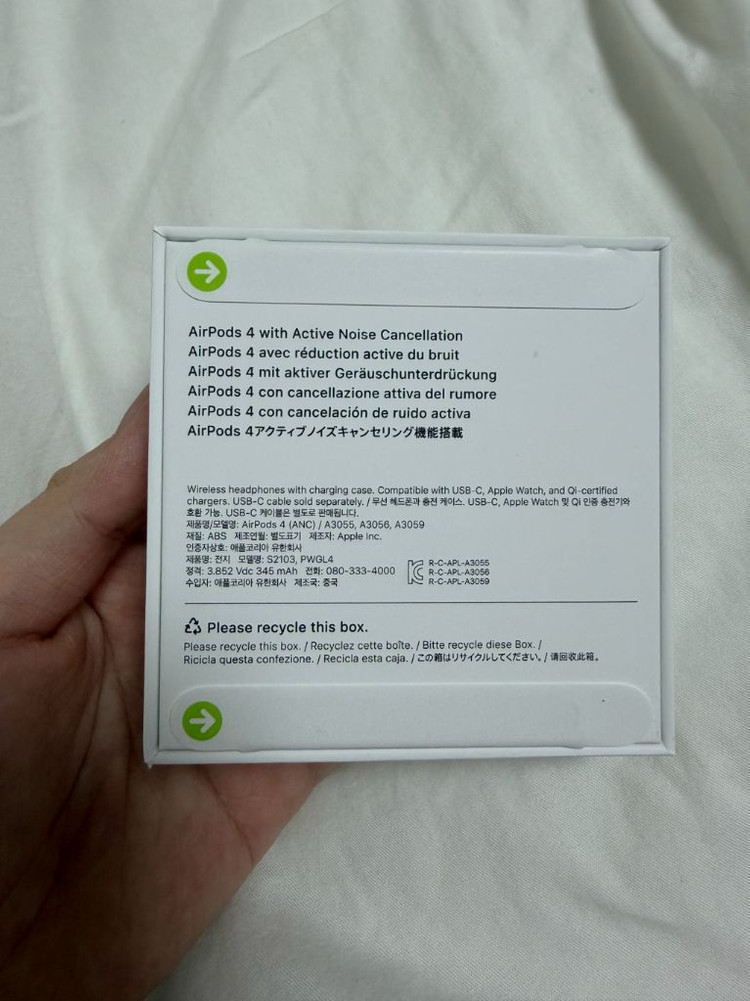 AirPods 4 with Active Noise Cancellation
AirPods 4 avec réduction active du bruit
AirPods 4 mit aktiver Geräuschunterdrückung
AirPods 4 con cancellazione attiva del rumore
AirPods 4 con cancelación de ruido activa
AirPods 4アクティブノイズキャンセリング機能搭載
Wireless headphones with charging case. Compatible with USB-C, Apple Watch, and Qi-certified
chargers. USB-C cable sold separately. / 무선 헤드폰과 충전 케이스. USB-C, Apple Watch 및 Qi 인증 충전기와
호환 가능. USB-C 케이블은 별도로 판매됩니다.
제품명/모델명: AirPods 4 (ANC) / A3055, A3056, A3059
재질: ABS 제조연월: 별도표기 제조자: Apple Inc.
인증자상호: 애플코리아 유한회사
제품명: 전지 모델명: S2103, PWGL4
정격: 3.852 Vdc 345 mAh 전화: 080-333-4000
수입자: 애플코리아 유한회사 제조국: 중국
R-C-APL-A3055
R-C-APL-A3056
R-C-APL-A3059
Please recycle this box.
Please recycle this box. / Recyclez cette boîte. / Bitte recycle diese Box. /
Ricicla questa confezione. / Recicla esta caja. / この箱はリサイクルしてください。/ 请回收此箱。